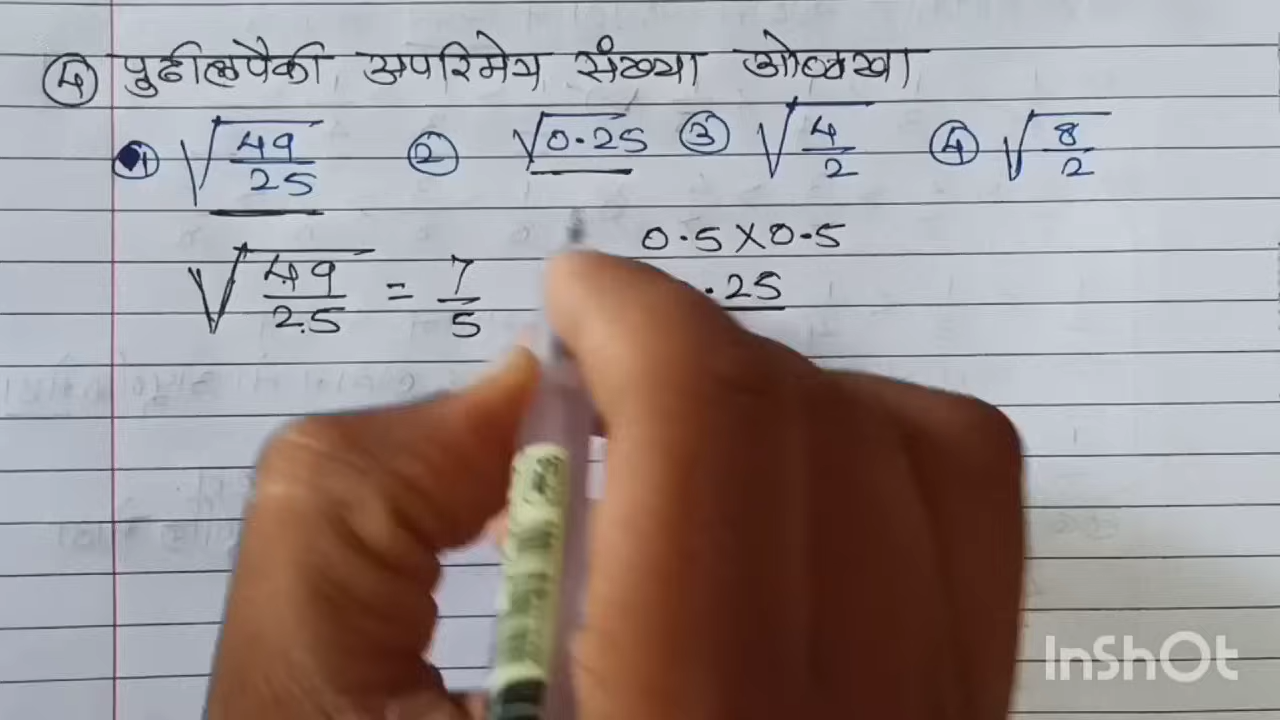 ④ पुढीलपैकी अपरिमेय संख्या ओळखा
① √(49/25) ② √0.25 ③ √(4/2) ④ √(8/2)
√(49/25) = 7/5 0.5×0.5
.25
InShOt